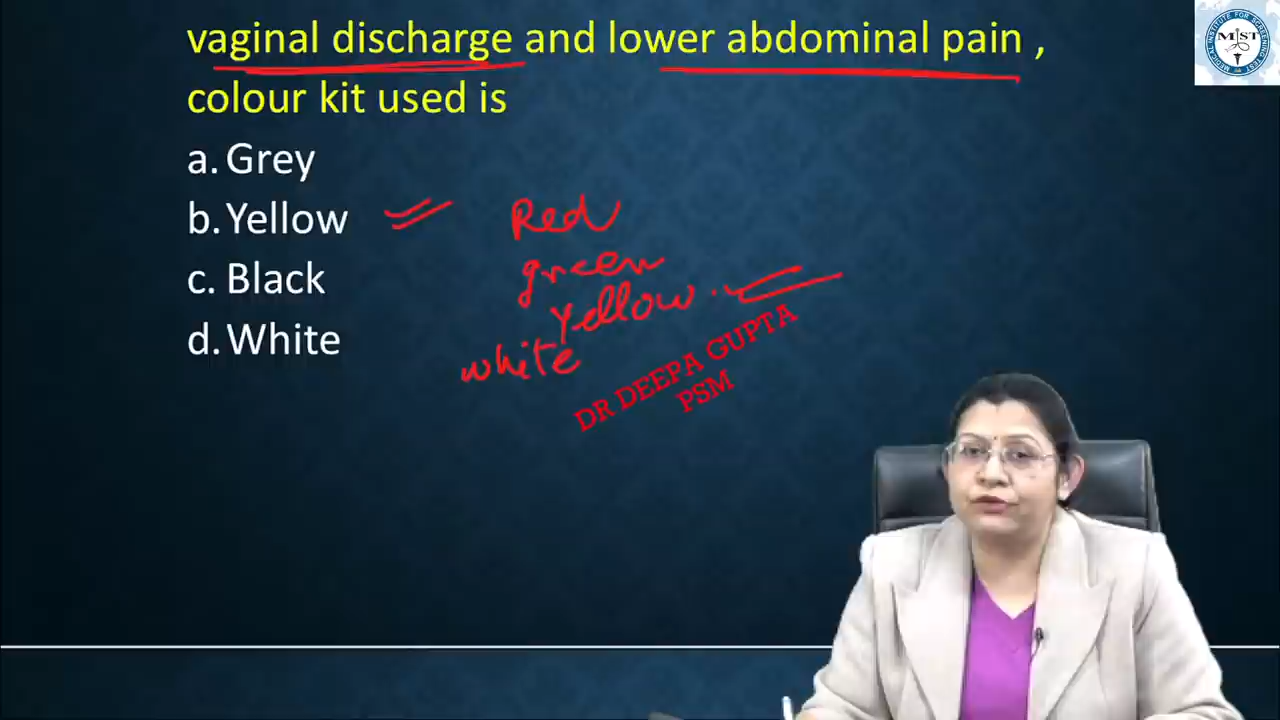 vaginal discharge and lower abdominal pain ,
colour kit used is
a. Grey
b. Yellow
c. Black
d. White
Red
green
yellow
white
DR DEEPA GUPTA
PSM
MIST